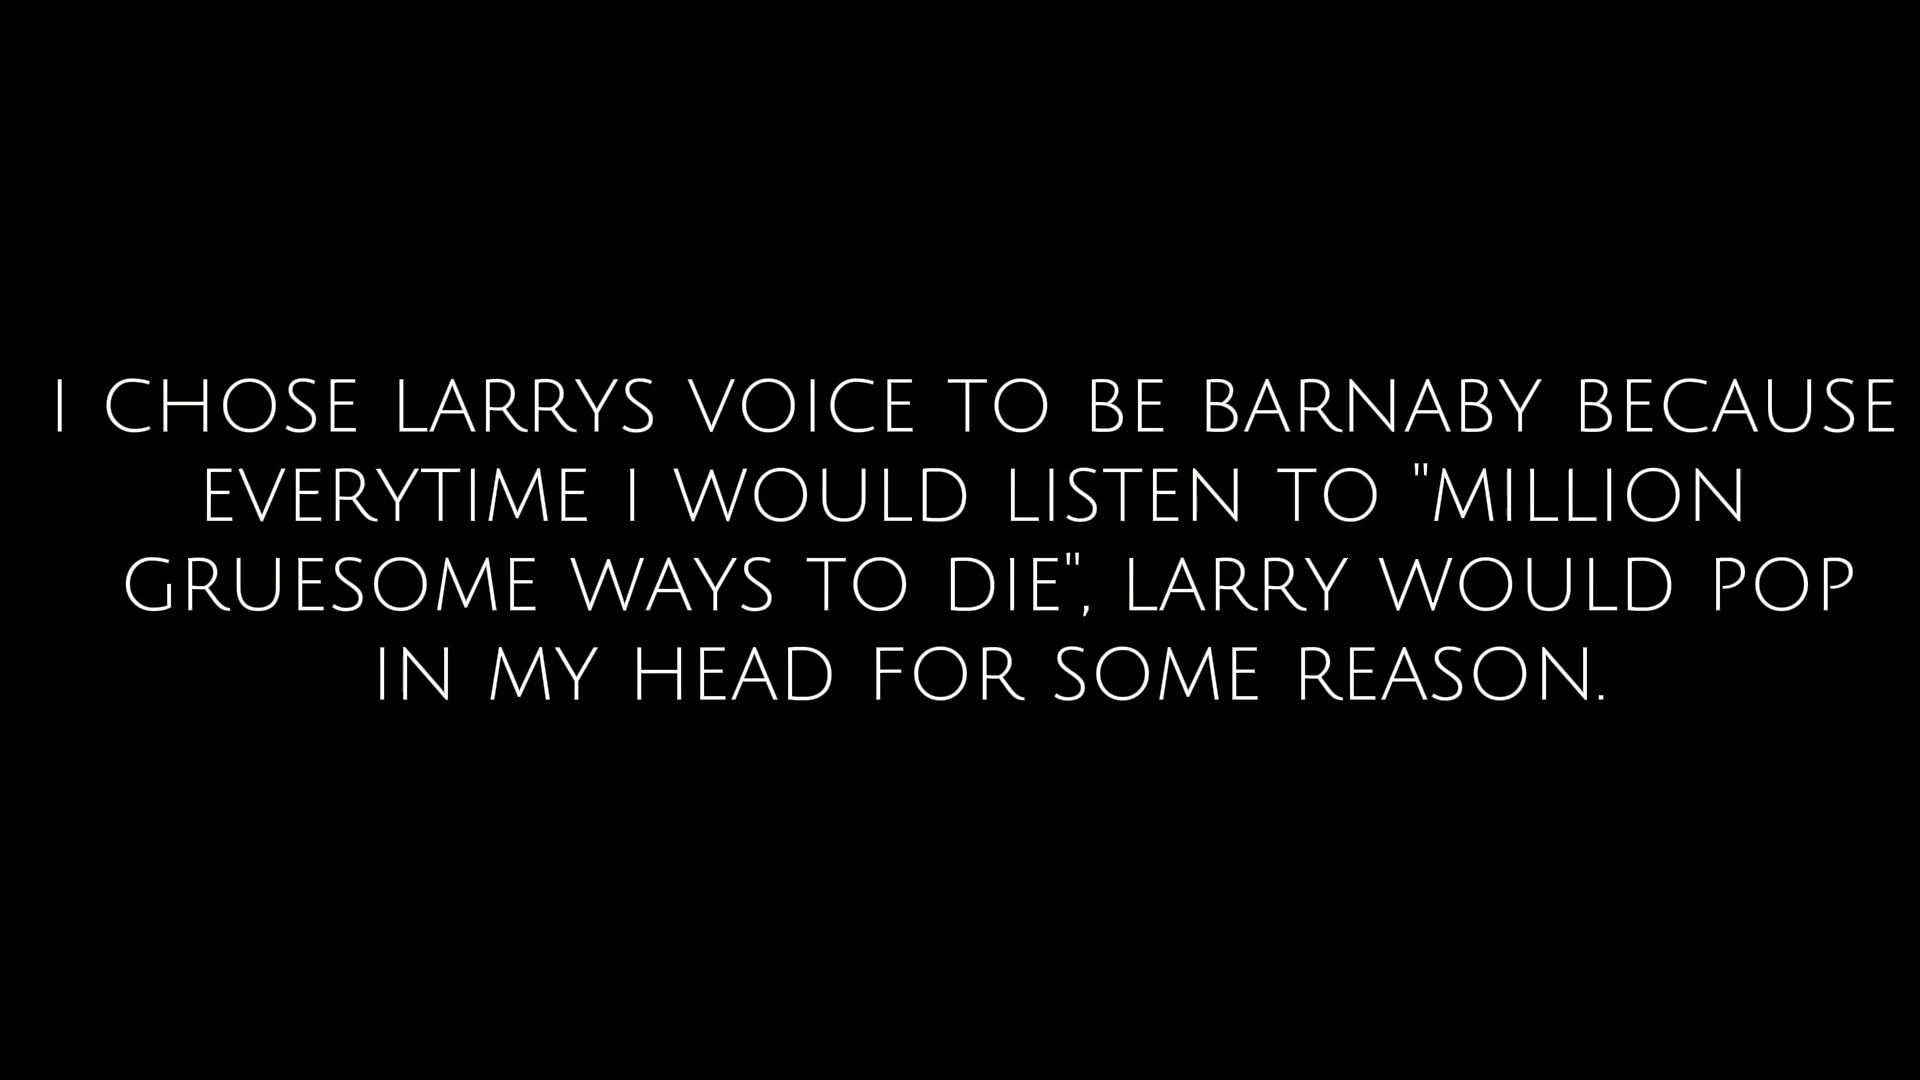 I CHOSE LARRYS VOICE TO BE BARNABY BECAUSE
EVERYTIME I WOULD LISTEN TO "MILLION
GRUESOME WAYS TO DIE", LARRY WOULD POP
IN MY HEAD FOR SOME REASON.